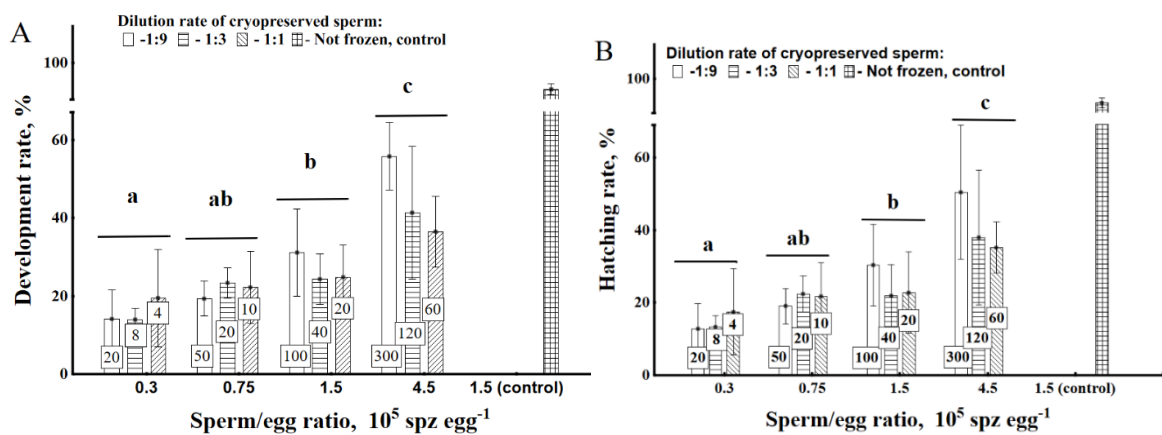 A
Dilution rate of cryopreserved sperm:
-1:9 - 1:3 - 1:1 - Not frozen, control
100
60
40
20
0
Development rate, %
a
ab
b
c
20
8
4
50
20
10
100
40
20
300
120
60
0.3 0.75 1.5 4.5 1.5 (control)
Sperm/egg ratio, 10⁵ spz egg⁻¹
B
Dilution rate of cryopreserved sperm:
-1:9 - 1:3 - 1:1 - Not frozen, control
100
60
40
20
0
Hatching rate, %
a
ab
b
c
20
8
4
50
20
10
100
40
20
300
120
60
0.3 0.75 1.5 4.5 1.5 (control)
Sperm/egg ratio, 10⁵ spz egg⁻¹